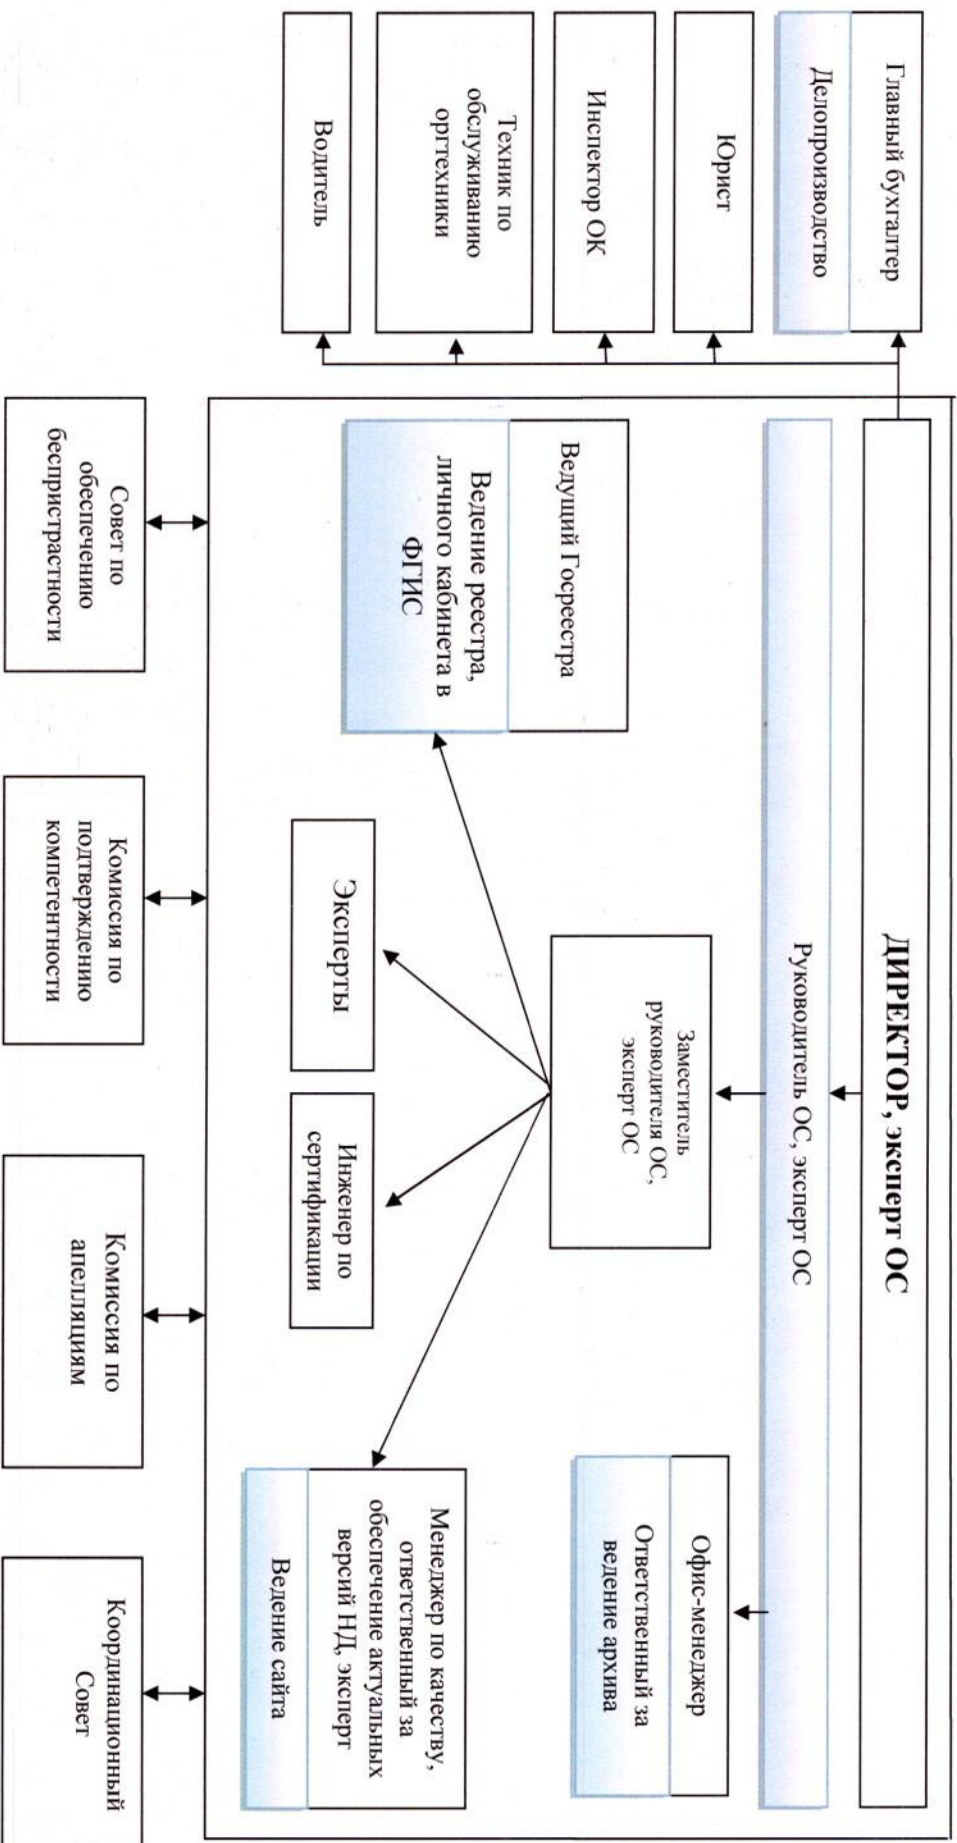 ДИРЕКТОР, эксперт ОС
Руководитель ОС, эксперт ОС
Главный бухгалтер
Делопроизводство
Юрист
Инспектор ОК
Техник по
обслуживанию
оргтехники
Водитель
Офис-менеджер
Ответственный за
ведение архива
Заместитель
руководителя ОС,
эксперт ОС
Ведущий Госреестра
Ведение реестра,
личного кабинета в
ФГИС
Эксперты
Инженер по
сертификации
Менеджер по качеству,
ответственный за
обеспечение актуальных
версий НД, эксперт
Ведение сайта
Совет по
обеспечению
беспристрастности
Комиссия по
подтверждению
компетентности
Комиссия по
апелляциям
Координационный
Совет